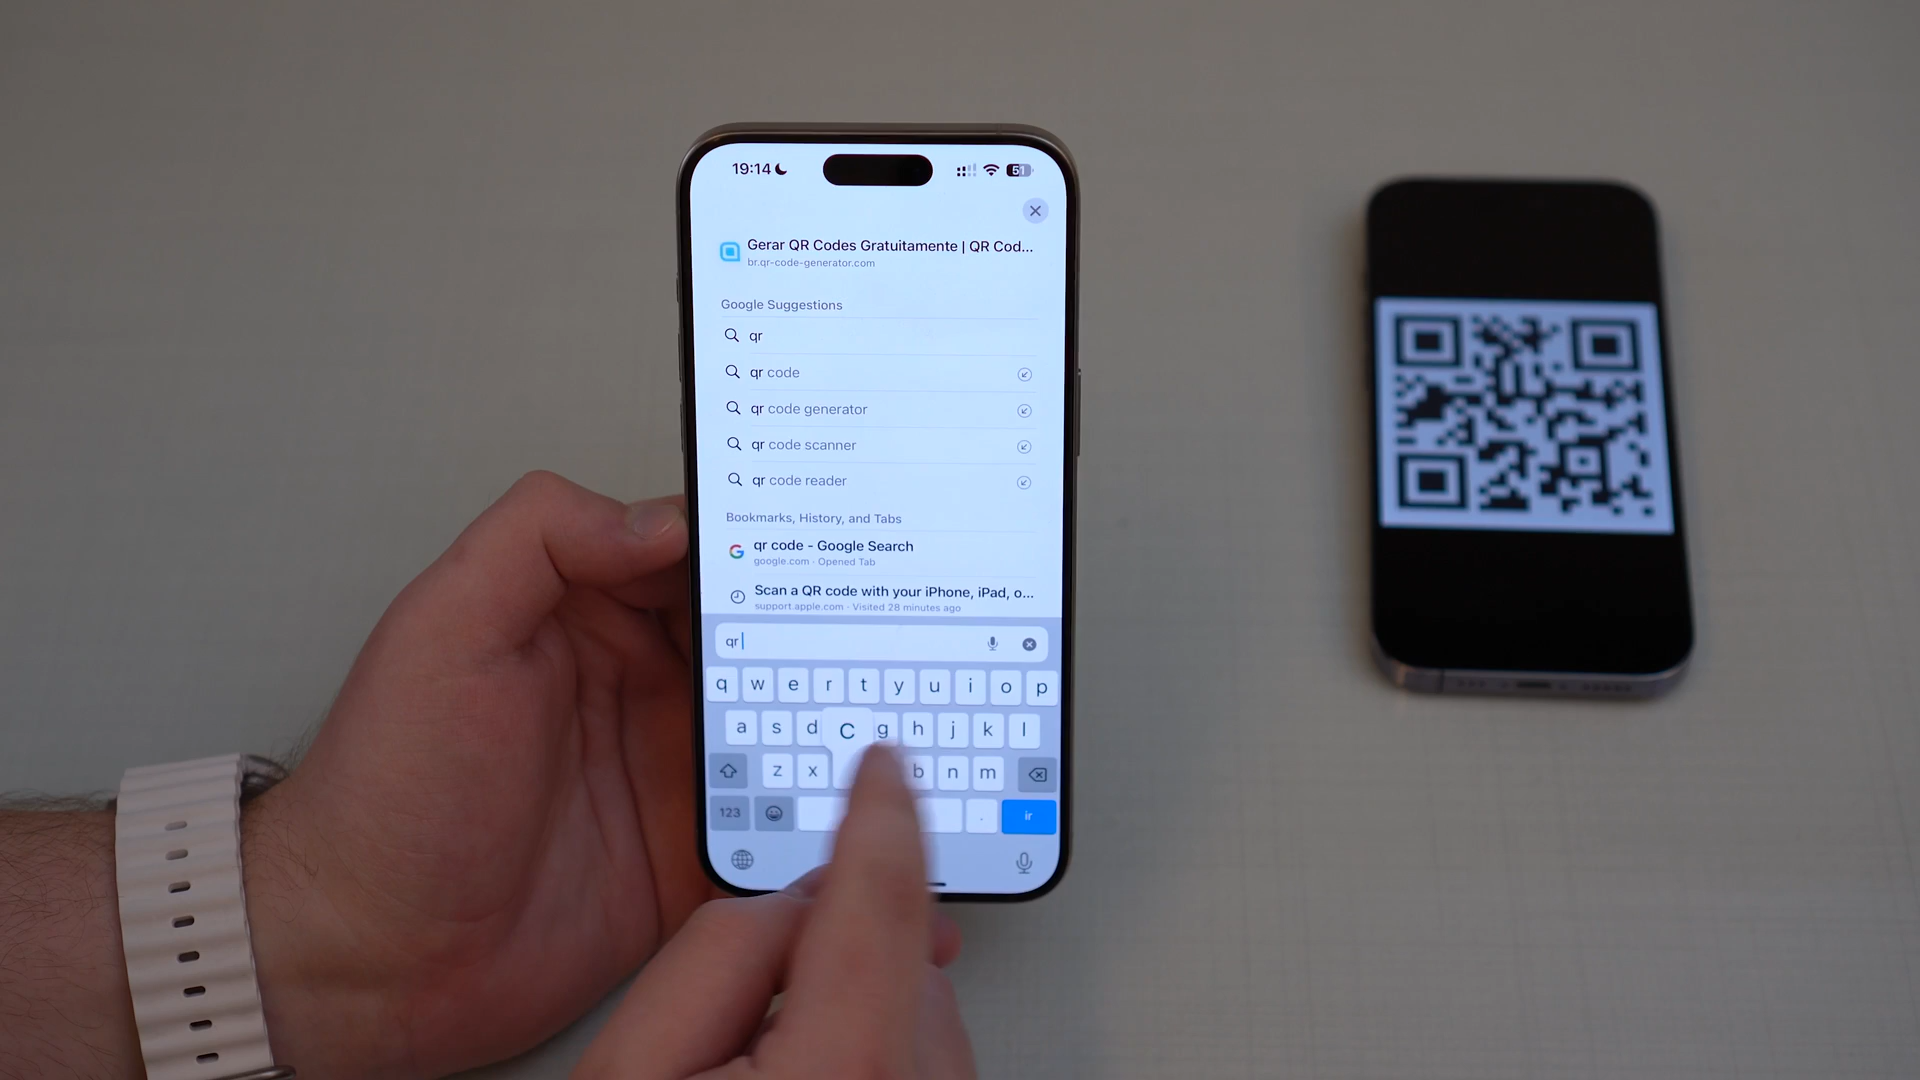 19:14
51
Gerar QR Codes Gratuitamente | QR Cod...
br.qr-code-generator.com
Google Suggestions
qr
qr code
qr code generator
qr code scanner
qr code reader
Bookmarks, History, and Tabs
qr code - Google Search
google.com · Opened Tab
Scan a QR code with your iPhone, iPad, o...
support.apple.com · Visited 28 minutes ago
qr
q w e r t y u i o p
a s d C g h j k l
z x b n m
123 . ir